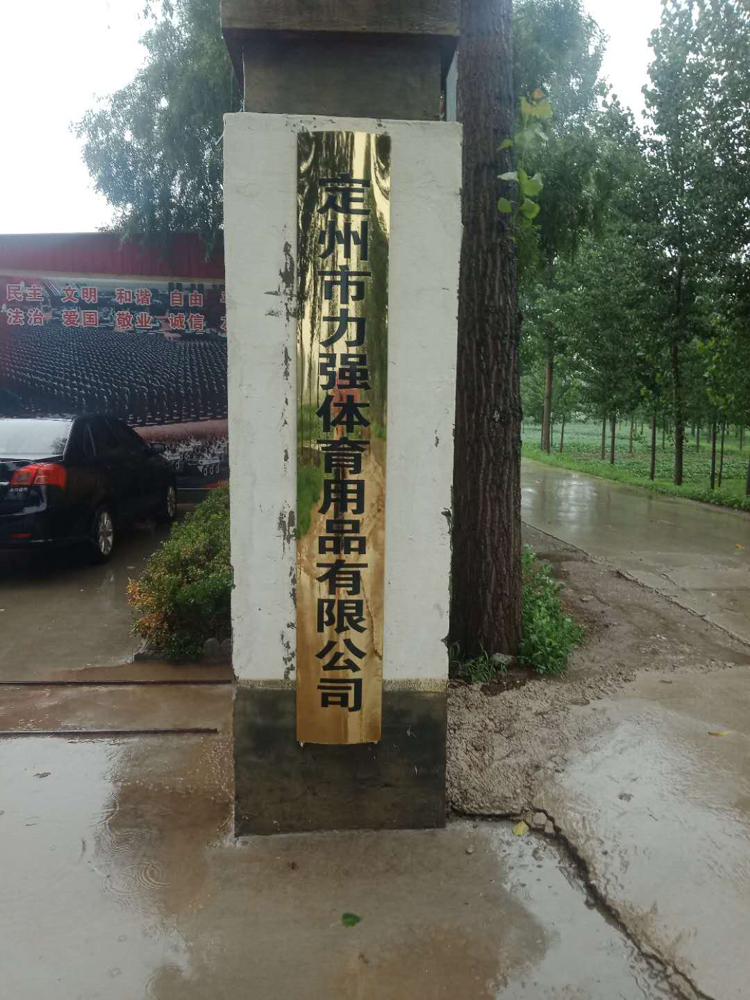 定州市力强体育用品有限公司
民主 文明 和谐 自由
法治 爱国 敬业 诚信